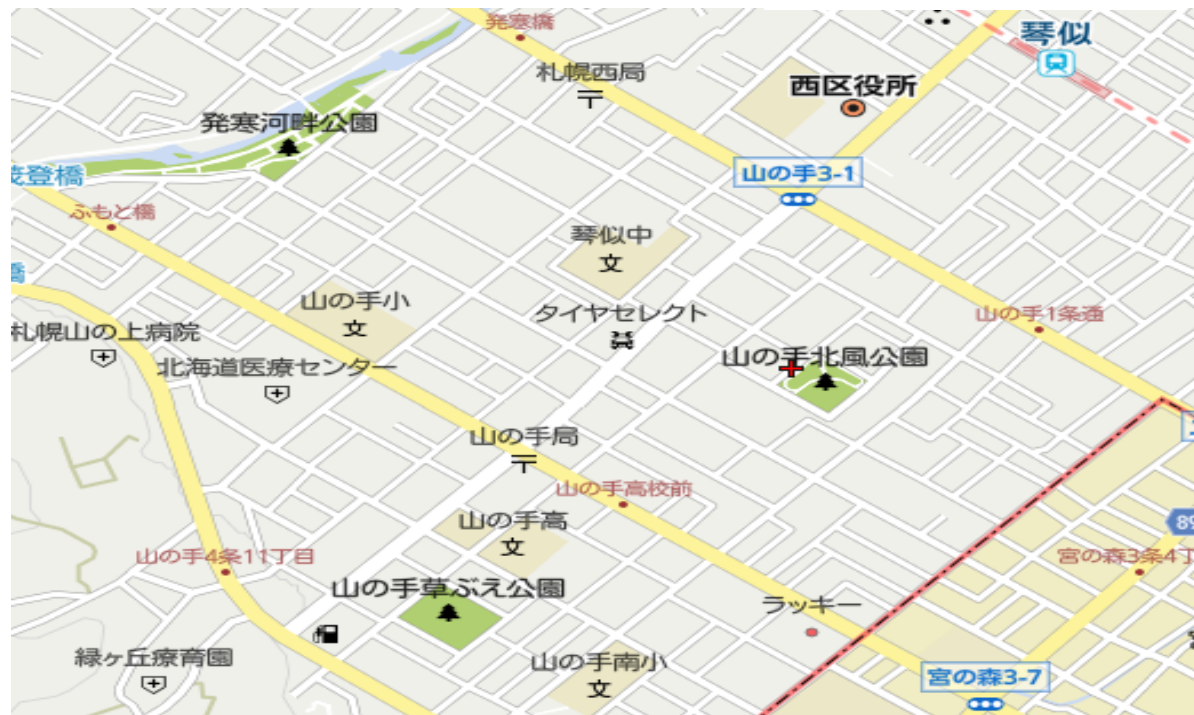 発寒橋
琴似
札幌西局
西区役所
発寒河畔公園
山の手3-1
茂登橋
ふもと橋
琴似中
文
橋
山の手小
文
タイヤセレクト
山の手1条通
札幌山の上病院
山の手北風公園
北海道医療センター
山の手局
山の手高校前
山の手高
文
89
山の手4条11丁目
宮の森3条4丁
山の手草ぶえ公園
ラッキー
緑ヶ丘療育園
山の手南小
文
宮の森3-7